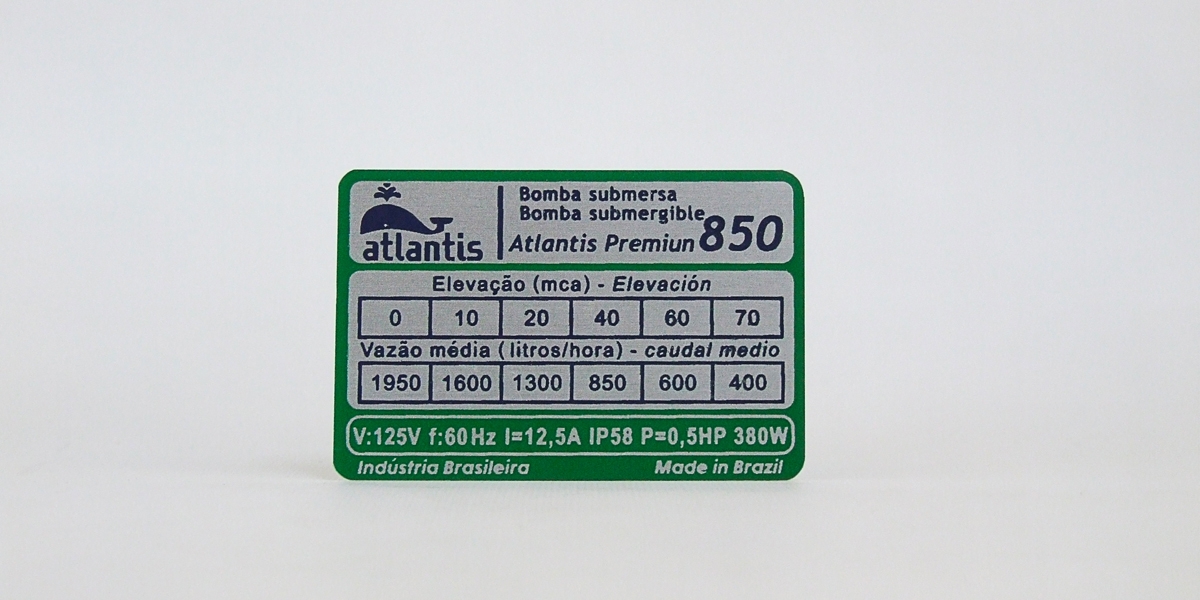 atlantis
Bomba submersa
Bomba submergible
Atlantis Premiun 850
Elevação (mca) - Elevación
0 10 20 40 60 70
Vazão média (litros/hora) - caudal medio
1950 1600 1300 850 600 400
V:125V f:60Hz I=12,5A IP58 P=0,5HP 380W
Indústria Brasileira Made in Brazil